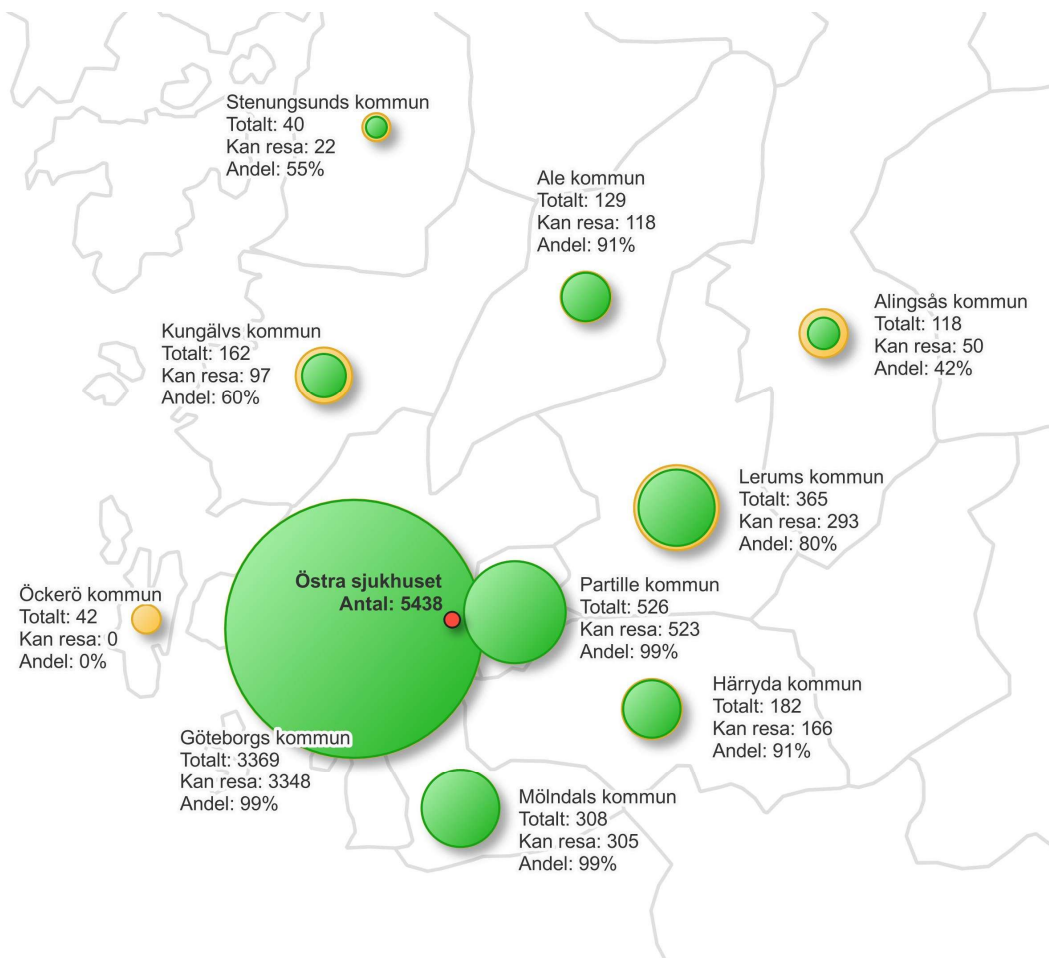 Stenungsunds kommun
Totalt: 40
Kan resa: 22
Andel: 55%
Ale kommun
Totalt: 129
Kan resa: 118
Andel: 91%
Alingsås kommun
Totalt: 118
Kan resa: 50
Andel: 42%
Kungälvs kommun
Totalt: 162
Kan resa: 97
Andel: 60%
Lerums kommun
Totalt: 365
Kan resa: 293
Andel: 80%
Östra sjukhuset
Antal: 5438
Partille kommun
Totalt: 526
Kan resa: 523
Andel: 99%
Öckerö kommun
Totalt: 42
Kan resa: 0
Andel: 0%
Härryda kommun
Totalt: 182
Kan resa: 166
Andel: 91%
Göteborgs kommun
Totalt: 3369
Kan resa: 3348
Andel: 99%
Mölndals kommun
Totalt: 308
Kan resa: 305
Andel: 99%